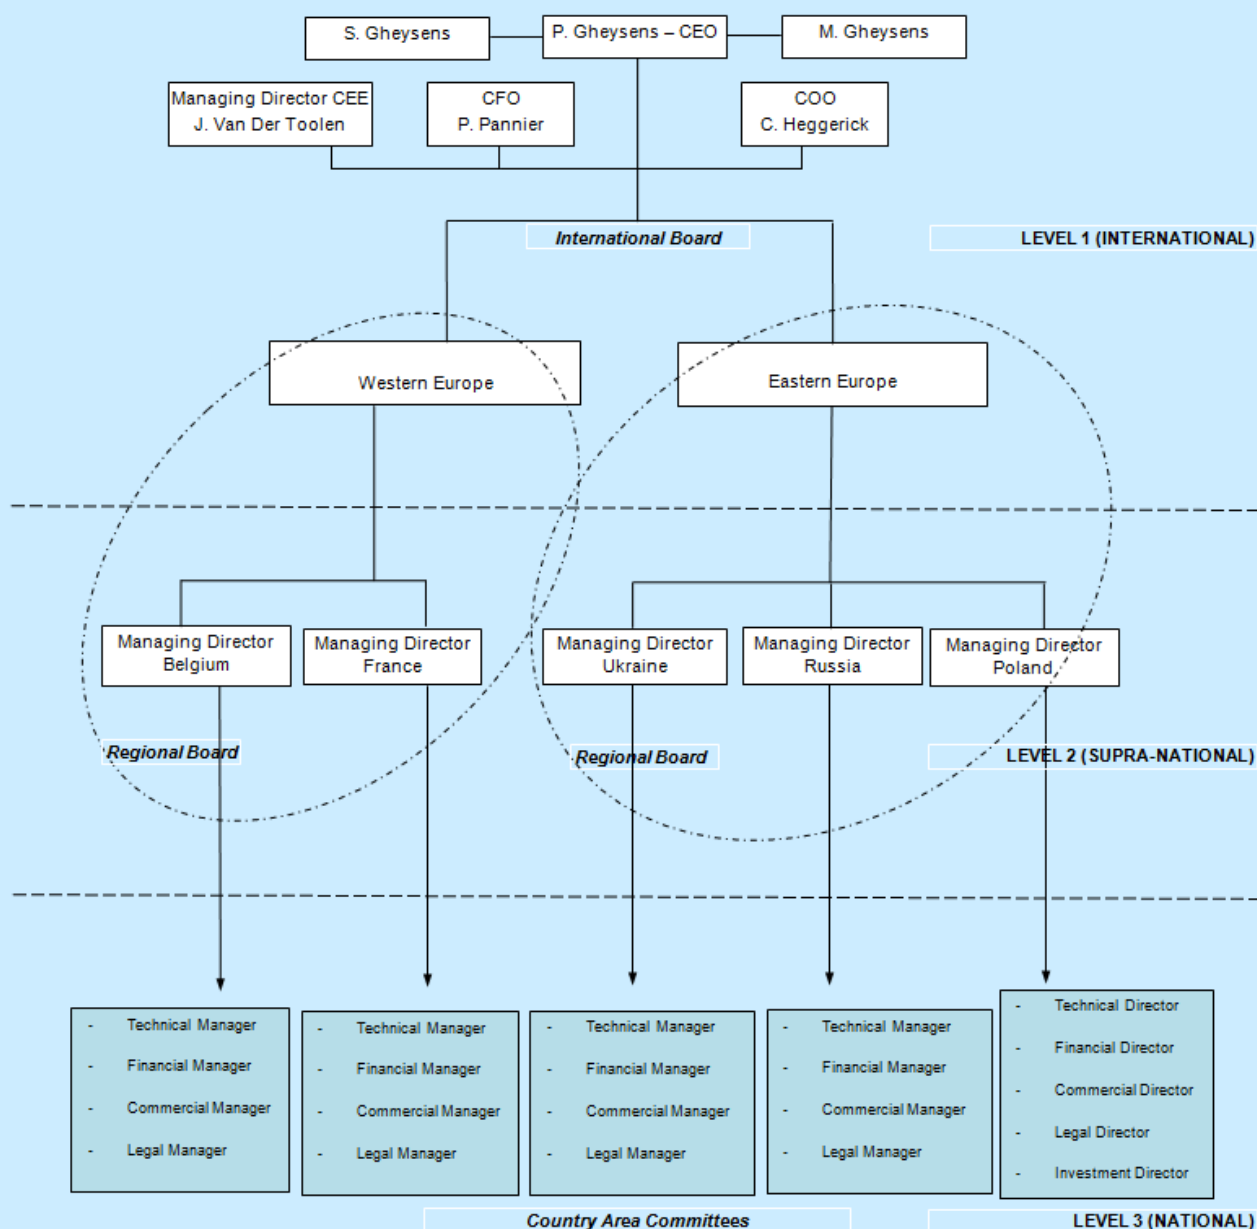 S. Gheysens
P. Gheysens – CEO
M. Gheysens
Managing Director CEE
J. Van Der Toolen
CFO
P. Pannier
COO
C. Heggerick
International Board
LEVEL 1 (INTERNATIONAL)
Western Europe
Eastern Europe
Managing Director
Belgium
Managing Director
France
Managing Director
Ukraine
Managing Director
Russia
Managing Director
Poland
Regional Board
Regional Board
LEVEL 2 (SUPRA-NATIONAL)
- Technical Manager
- Financial Manager
- Commercial Manager
- Legal Manager
- Technical Manager
- Financial Manager
- Commercial Manager
- Legal Manager
- Technical Manager
- Financial Manager
- Commercial Manager
- Legal Manager
- Technical Manager
- Financial Manager
- Commercial Manager
- Legal Manager
- Technical Director
- Financial Director
- Commercial Director
- Legal Director
- Investment Director
Country Area Committees
LEVEL 3 (NATIONAL)